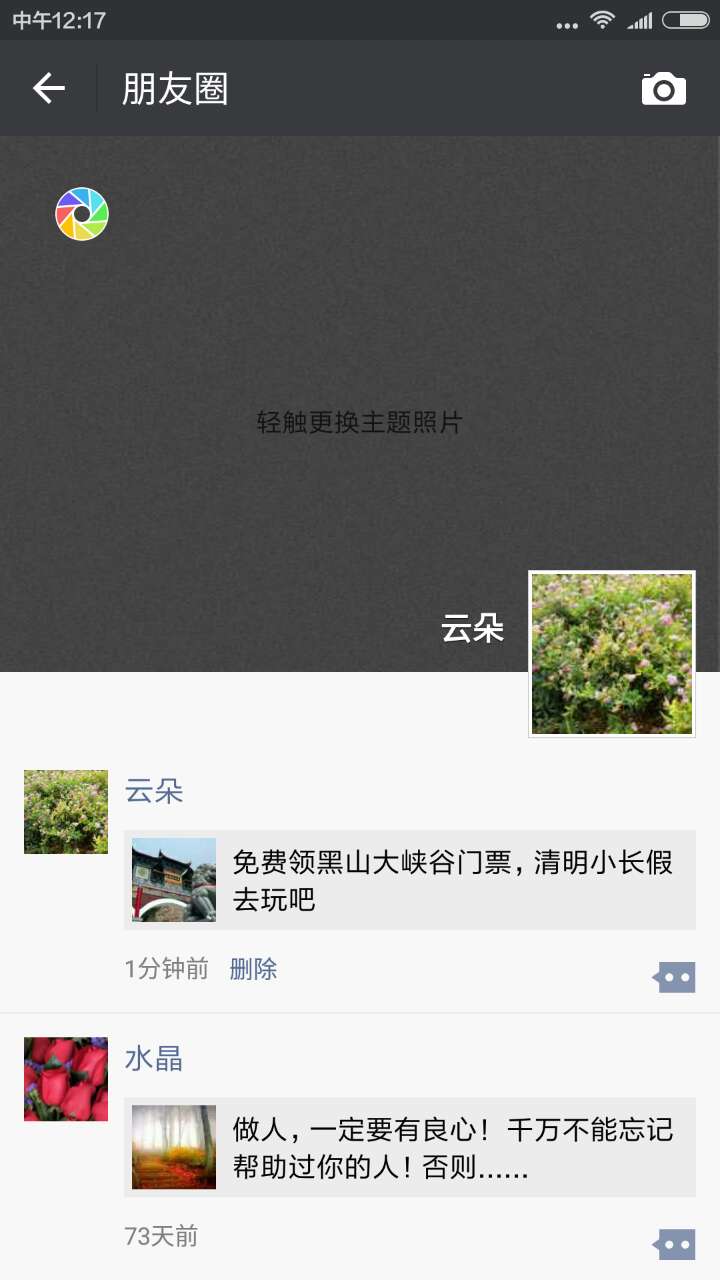 中午12:17
朋友圈
轻触更换主题照片
云朵
云朵
免费领黑山大峡谷门票，清明小长假
去玩吧
1分钟前 删除
水晶
做人，一定要有良心！千万不能忘记
帮助过你的人！否则......
73天前